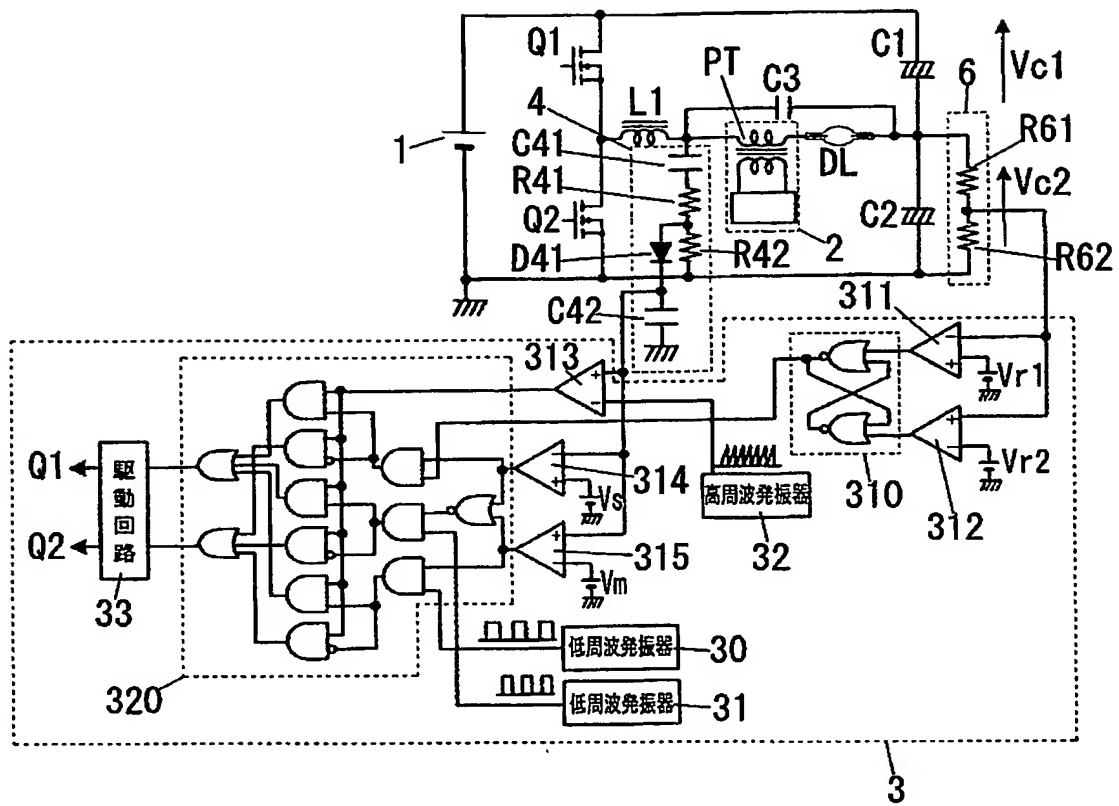 Q1
C1
Vc1
PT
C3
6
4
L1
R61
C41
1
DL
Vc2
R41
Q2
C2
D41
R42
2
R62
C42
311
313
Vr1
駆動回路
Q1
314
310
Vr2
Vs
高周波発振器
312
Q2
315
32
33
Vm
低周波発振器
30
320
低周波発振器
31
3
+
-
-
+
+
-
-
+
+
-